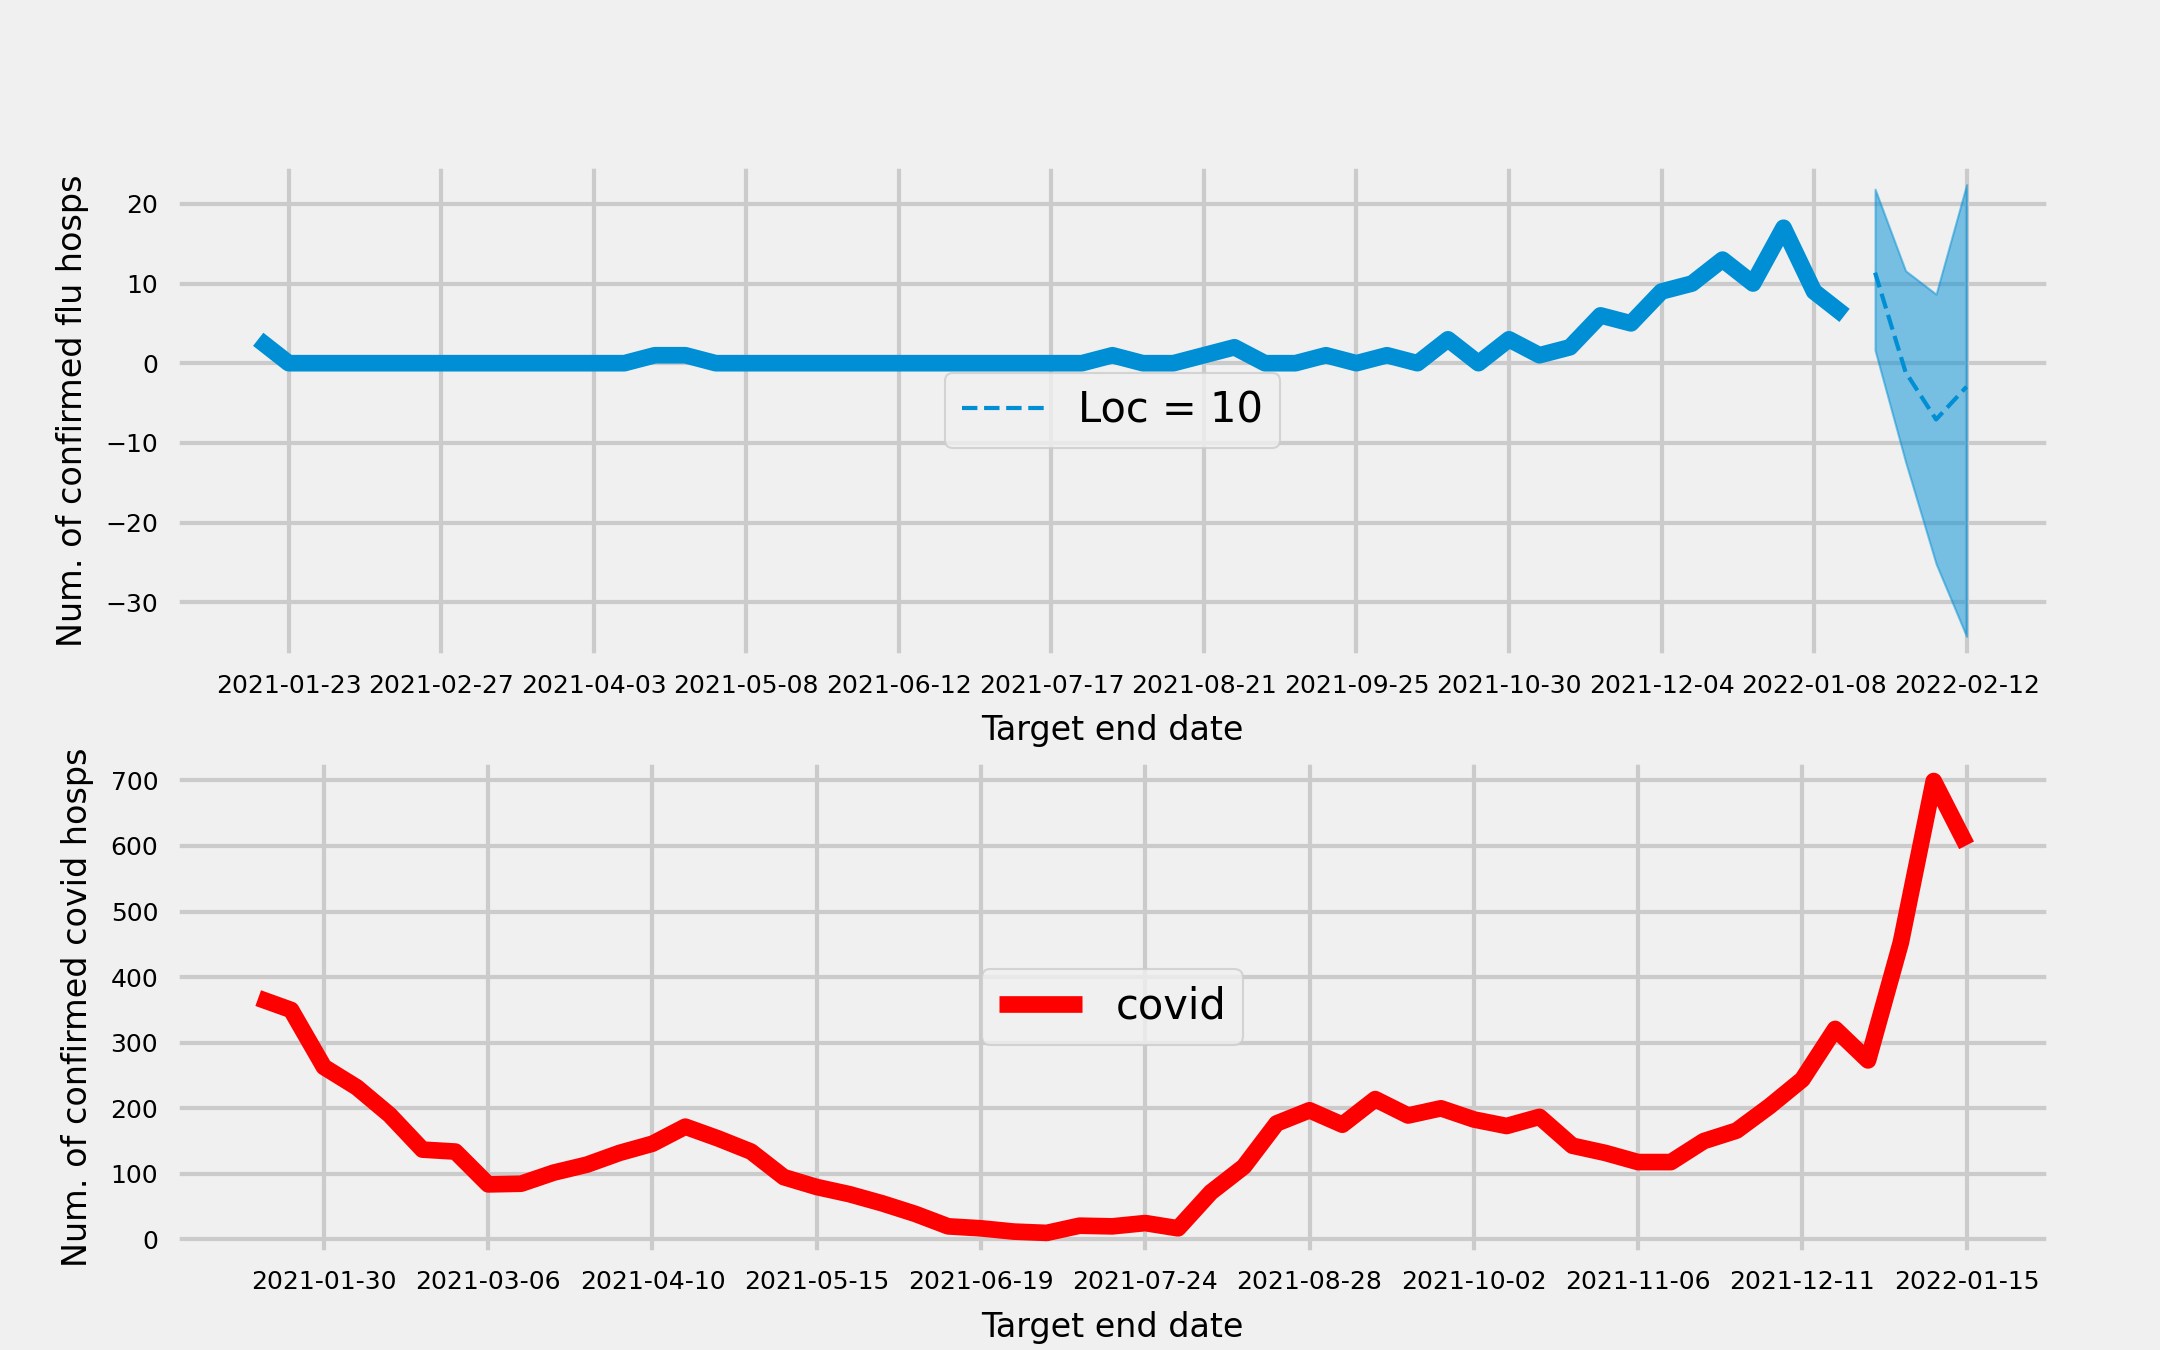 Num. of confirmed flu hosps
20
10
0
−10
−20
−30
Loc = 10
2021-01-23 2021-02-27 2021-04-03 2021-05-08 2021-06-12 2021-07-17 2021-08-21 2021-09-25 2021-10-30 2021-12-04 2022-01-08 2022-02-12
Target end date
Num. of confirmed covid hosps
700
600
500
400
300
200
100
0
covid
2021-01-30 2021-03-06 2021-04-10 2021-05-15 2021-06-19 2021-07-24 2021-08-28 2021-10-02 2021-11-06 2021-12-11 2022-01-15
Target end date